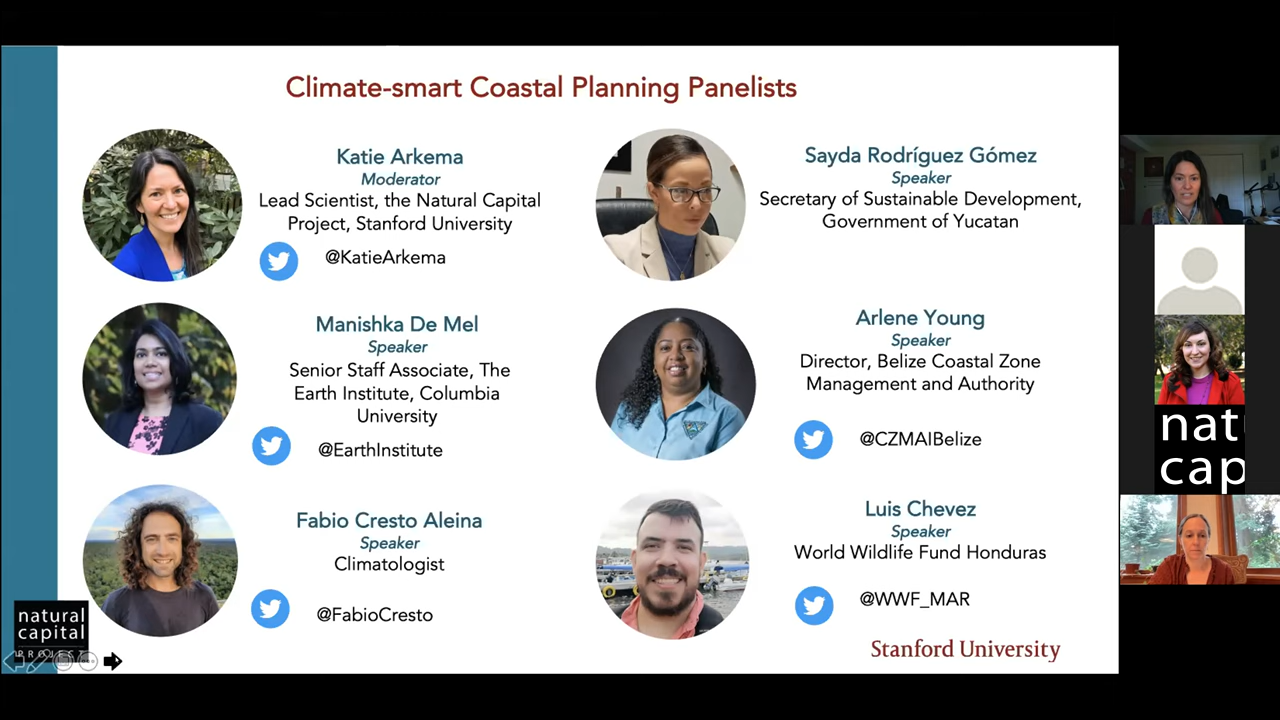 Climate-smart Coastal Planning Panelists
Katie Arkema
Moderator
Lead Scientist, the Natural Capital
Project, Stanford University
@KatieArkema
Sayda Rodríguez Gómez
Speaker
Secretary of Sustainable Development,
Government of Yucatan
Manishka De Mel
Speaker
Senior Staff Associate, The
Earth Institute, Columbia
University
@EarthInstitute
Arlene Young
Speaker
Director, Belize Coastal Zone
Management and Authority
@CZMAIBelize
Fabio Cresto Aleina
Speaker
Climatologist
@FabioCresto
Luis Chevez
Speaker
World Wildlife Fund Honduras
@WWF_MAR
natural
capital
PROJECT
Stanford University
nat
cap